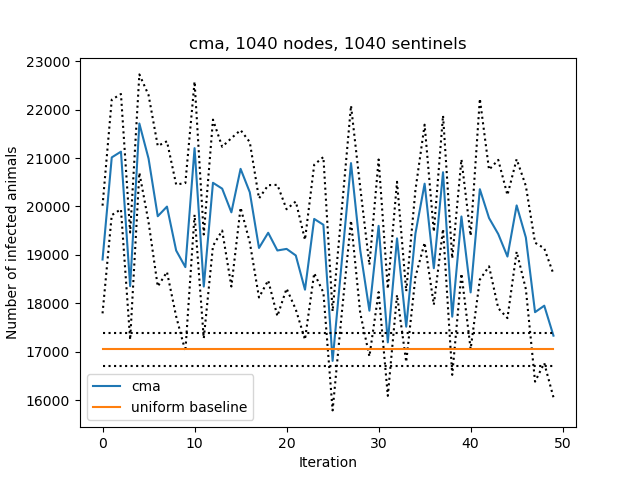 cma, 1040 nodes, 1040 sentinels
Number of infected animals
23000
22000
21000
20000
19000
18000
17000
16000
cma
uniform baseline
0 10 20 30 40 50
Iteration